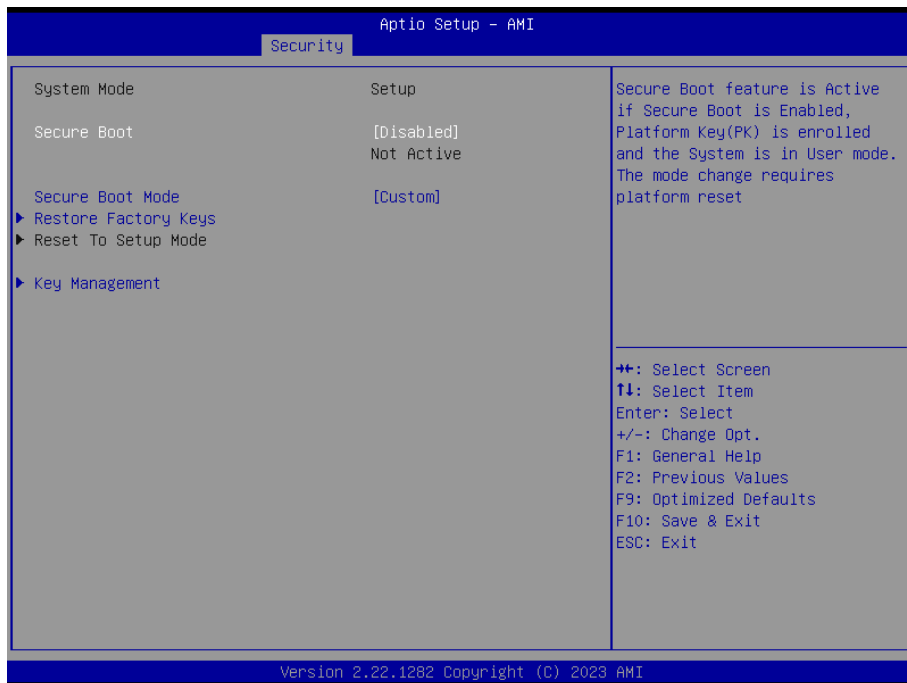 Aptio Setup – AMI
Security
System Mode Setup
Secure Boot [Disabled]
Not Active
Secure Boot Mode [Custom]
▶ Restore Factory Keys
▶ Reset To Setup Mode
▶ Key Management
Secure Boot feature is Active
if Secure Boot is Enabled,
Platform Key(PK) is enrolled
and the System is in User mode.
The mode change requires
platform reset
→←: Select Screen
↑↓: Select Item
Enter: Select
+/-: Change Opt.
F1: General Help
F2: Previous Values
F9: Optimized Defaults
F10: Save & Exit
ESC: Exit
Version 2.22.1282 Copyright (C) 2023 AMI